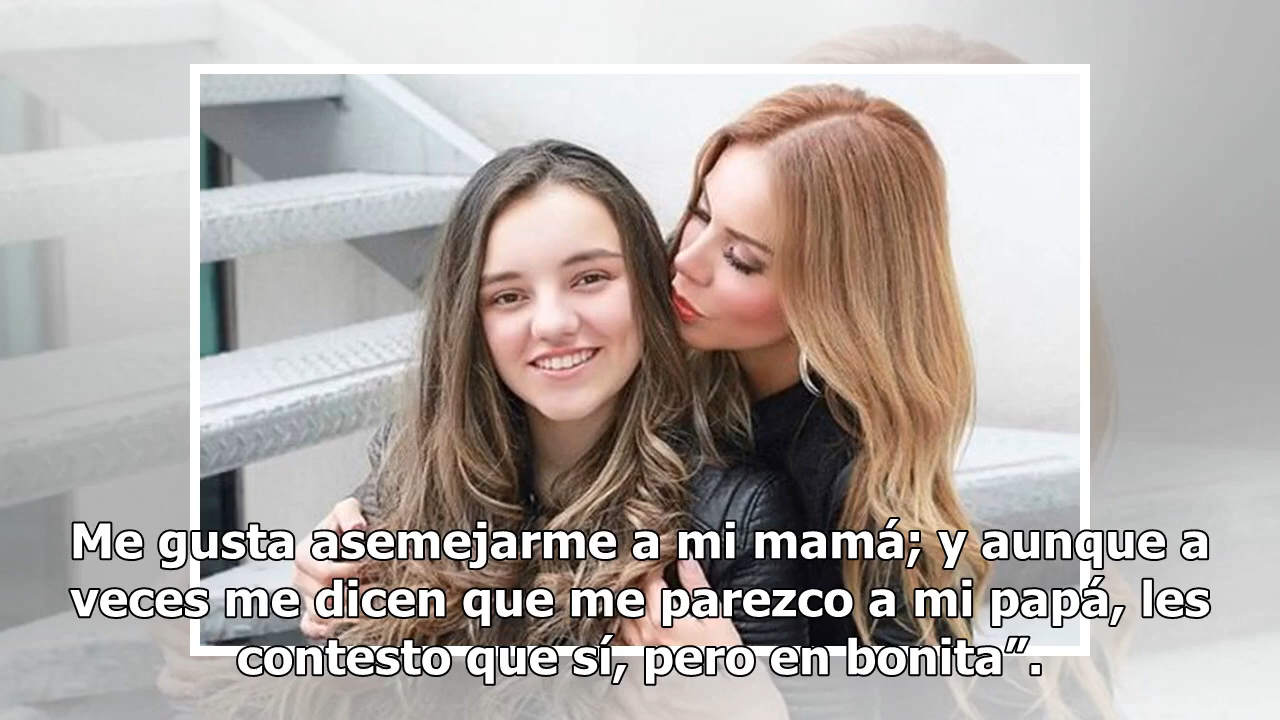 Me gusta asemejarme a mi mamá; y aunque a
veces me dicen que me parezco a mi papá, les
contesto que sí, pero en bonita”.